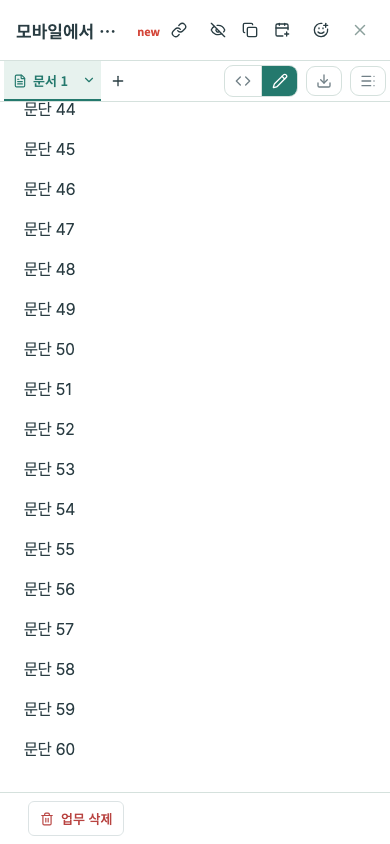 모바일에서 ··· new
문서 1
문단 44
문단 45
문단 46
문단 47
문단 48
문단 49
문단 50
문단 51
문단 52
문단 53
문단 54
문단 55
문단 56
문단 57
문단 58
문단 59
문단 60
업무 삭제